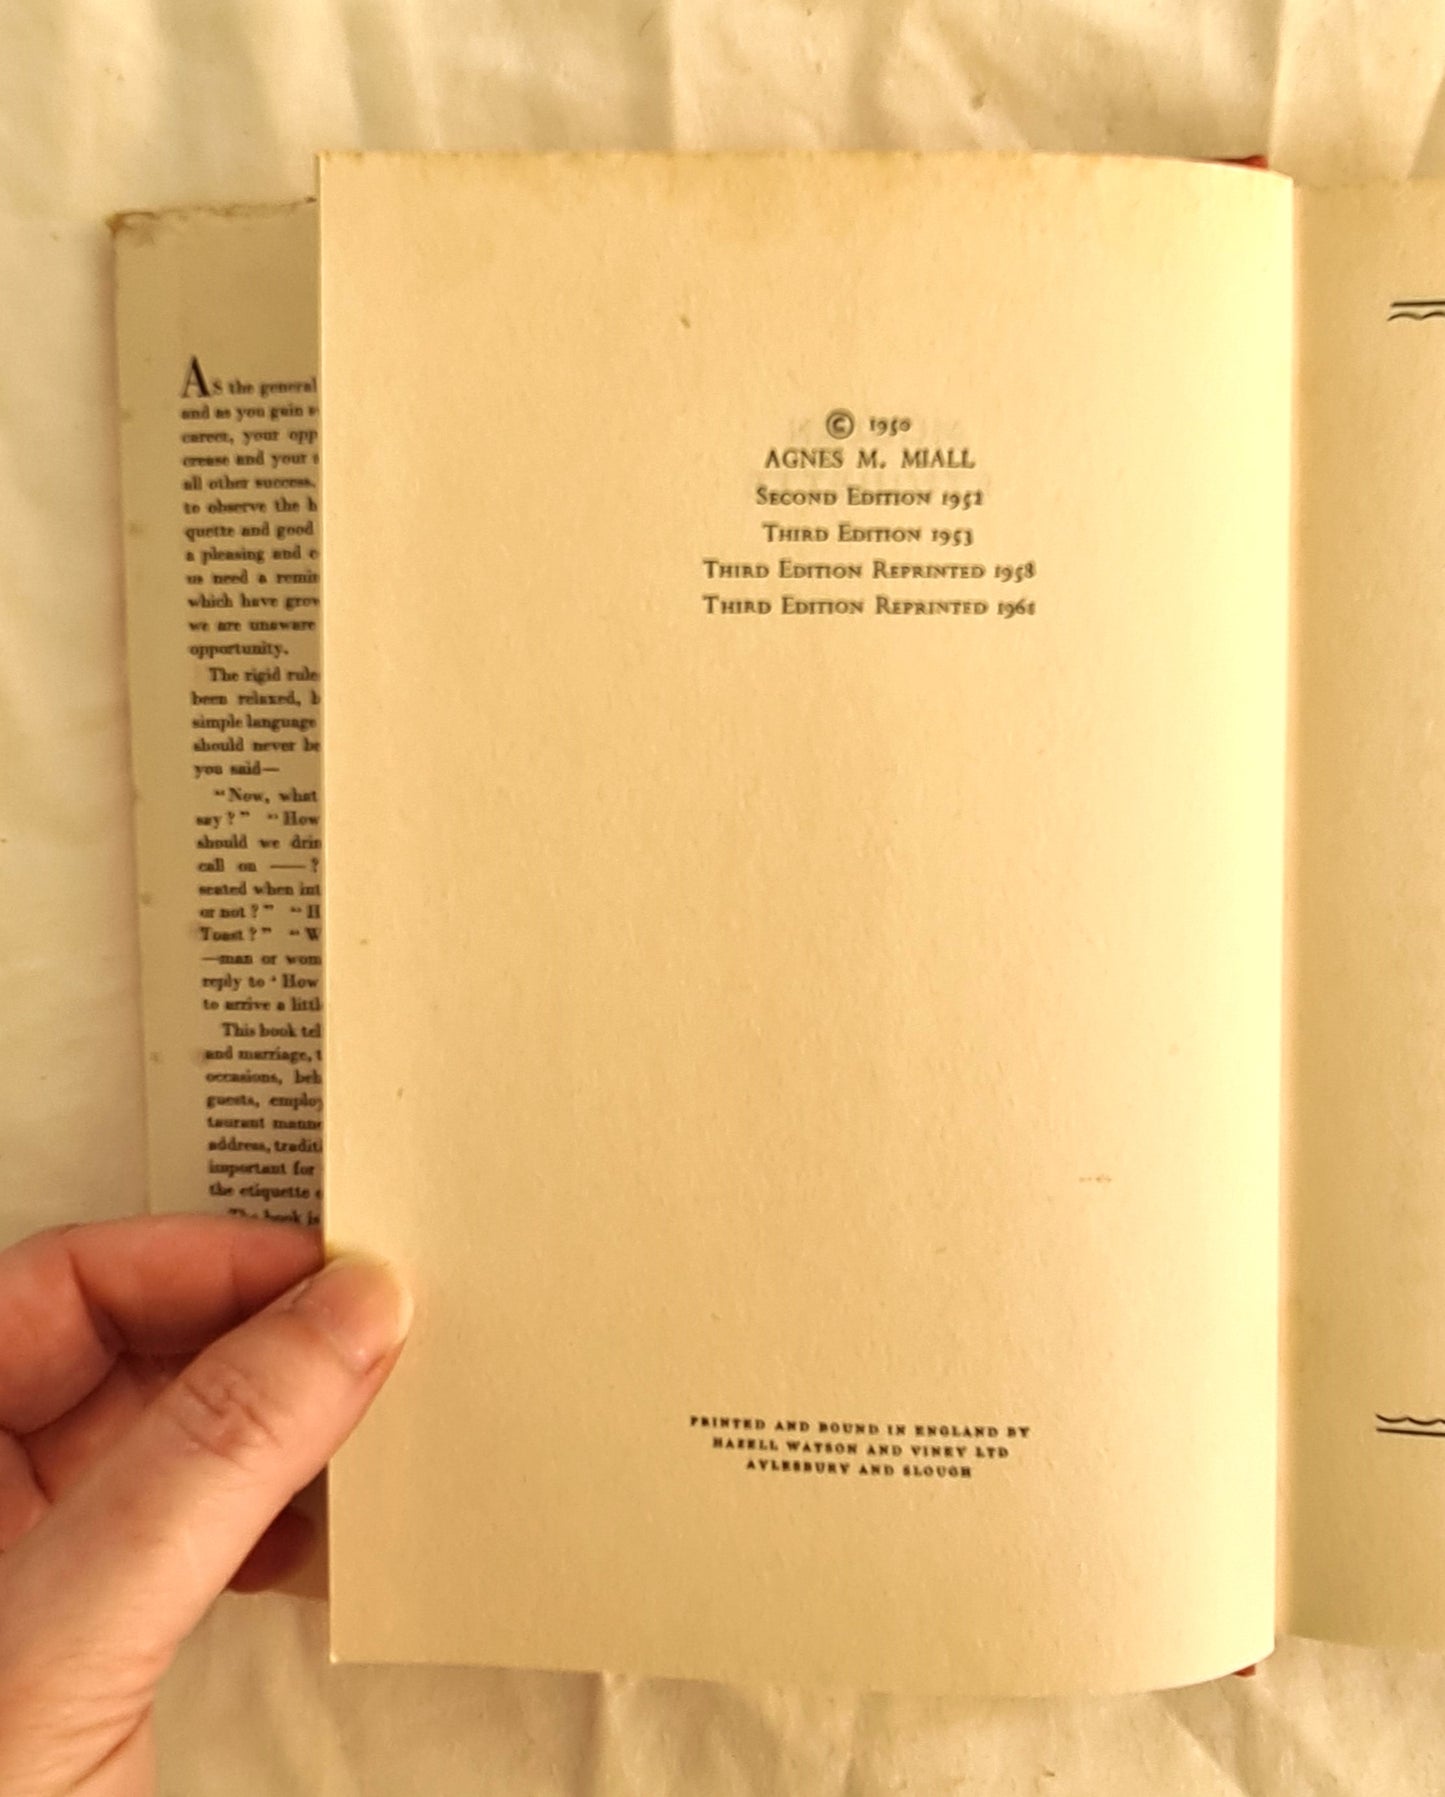 As the general
and as you gain
career, your opp
crease and your
all other success.
to observe the h
quette and good
a pleasing and c
us need a remin
which have grow
we are unaware
opportunity.
The rigid rule
been relaxed, b
simple language
should never be
you said—
"Now, what
say?" "How
should we drin
call on —— ?
seated when int
or not?" "H
Toast?" "W
—man or wom
reply to 'How
to arrive a littl
This book tel
and marriage, t
occasions, beh
guests, employ
taurant manne
address, traditi
important for
the etiquette
The book is
© 1950
AGNES M. MIALL
SECOND EDITION 1952
THIRD EDITION 1953
THIRD EDITION REPRINTED 1958
THIRD EDITION REPRINTED 1961
PRINTED AND BOUND IN ENGLAND BY
HAZELL WATSON AND VINEY LTD
AYLESBURY AND SLOUGH